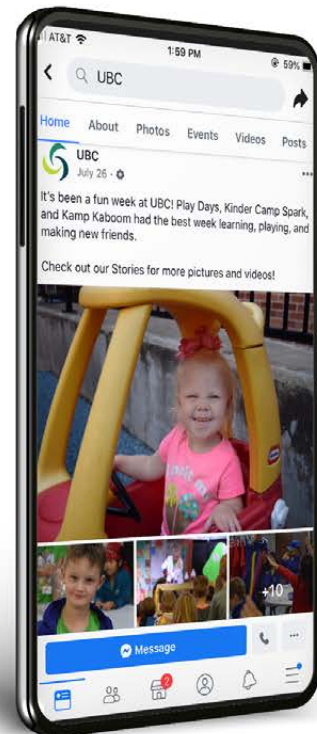 AT&T
1:59 PM
59%
UBC
Home About Photos Events Videos Posts
UBC
July 26 ·
It's been a fun week at UBC! Play Days, Kinder Camp Spark,
and Kamp Kaboom had the best week learning, playing, and
making new friends.
Check out our Stories for more pictures and videos!
+10
Message
2